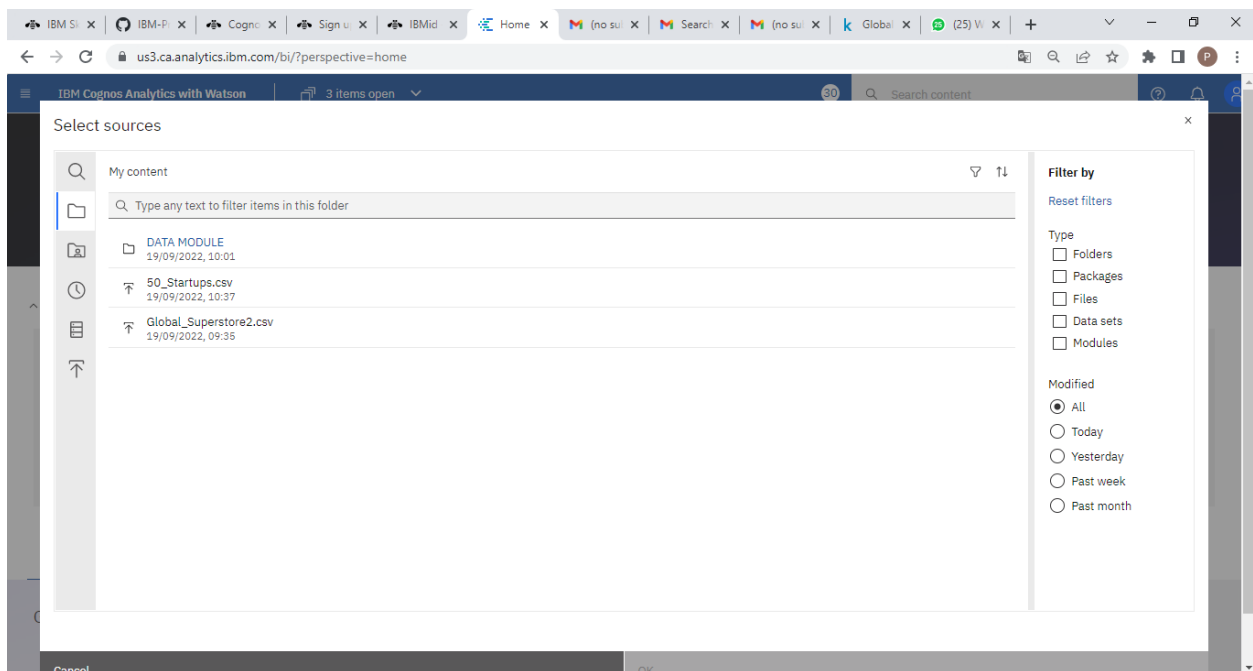 IBM Sk
IBM-Pr
Cogno
Sign u
IBMid
Home
M (no sul
M Search
M (no sul
k Global
(25) W
us3.ca.analytics.ibm.com/bi/?perspective=home
P
IBM Cognos Analytics with Watson
3 items open
30
Search content
Select sources
My content
Type any text to filter items in this folder
DATA MODULE
19/09/2022, 10:01
50_Startups.csv
19/09/2022, 10:37
Global_Superstore2.csv
19/09/2022, 09:35
Filter by
Reset filters
Type
Folders
Packages
Files
Data sets
Modules
Modified
All
Today
Yesterday
Past week
Past month
Cancel
OK